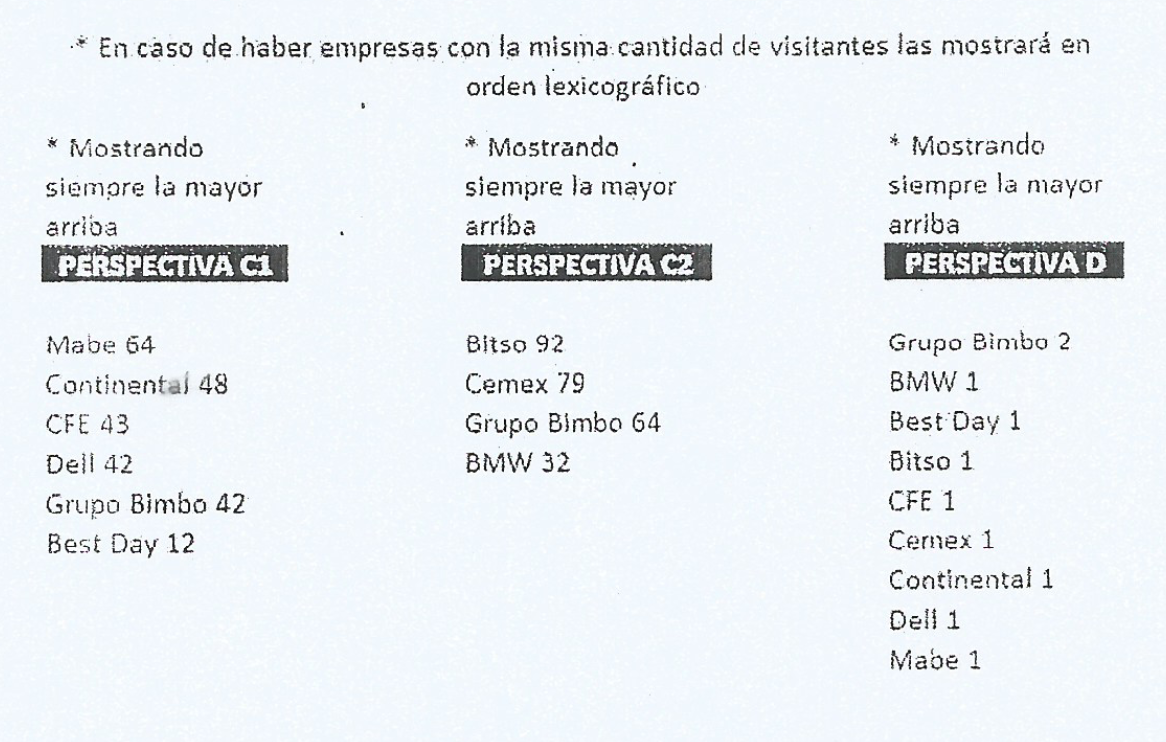 * En caso de haber empresas con la misma cantidad de visitantes las mostrará en
orden lexicográfico
* Mostrando
siempre la mayor
arriba
PERSPECTIVA C1
Mabe 64
Continental 48
CFE 43
Dell 42
Grupo Bimbo 42
Best Day 12
* Mostrando
siempre la mayor
arriba
PERSPECTIVA C2
Bitso 92
Cemex 79
Grupo Bimbo 64
BMW 32
* Mostrando
siempre la mayor
arriba
PERSPECTIVA D
Grupo Bimbo 2
BMW 1
Best Day 1
Bitso 1
CFE 1
Cemex 1
Continental 1
Dell 1
Mabe 1